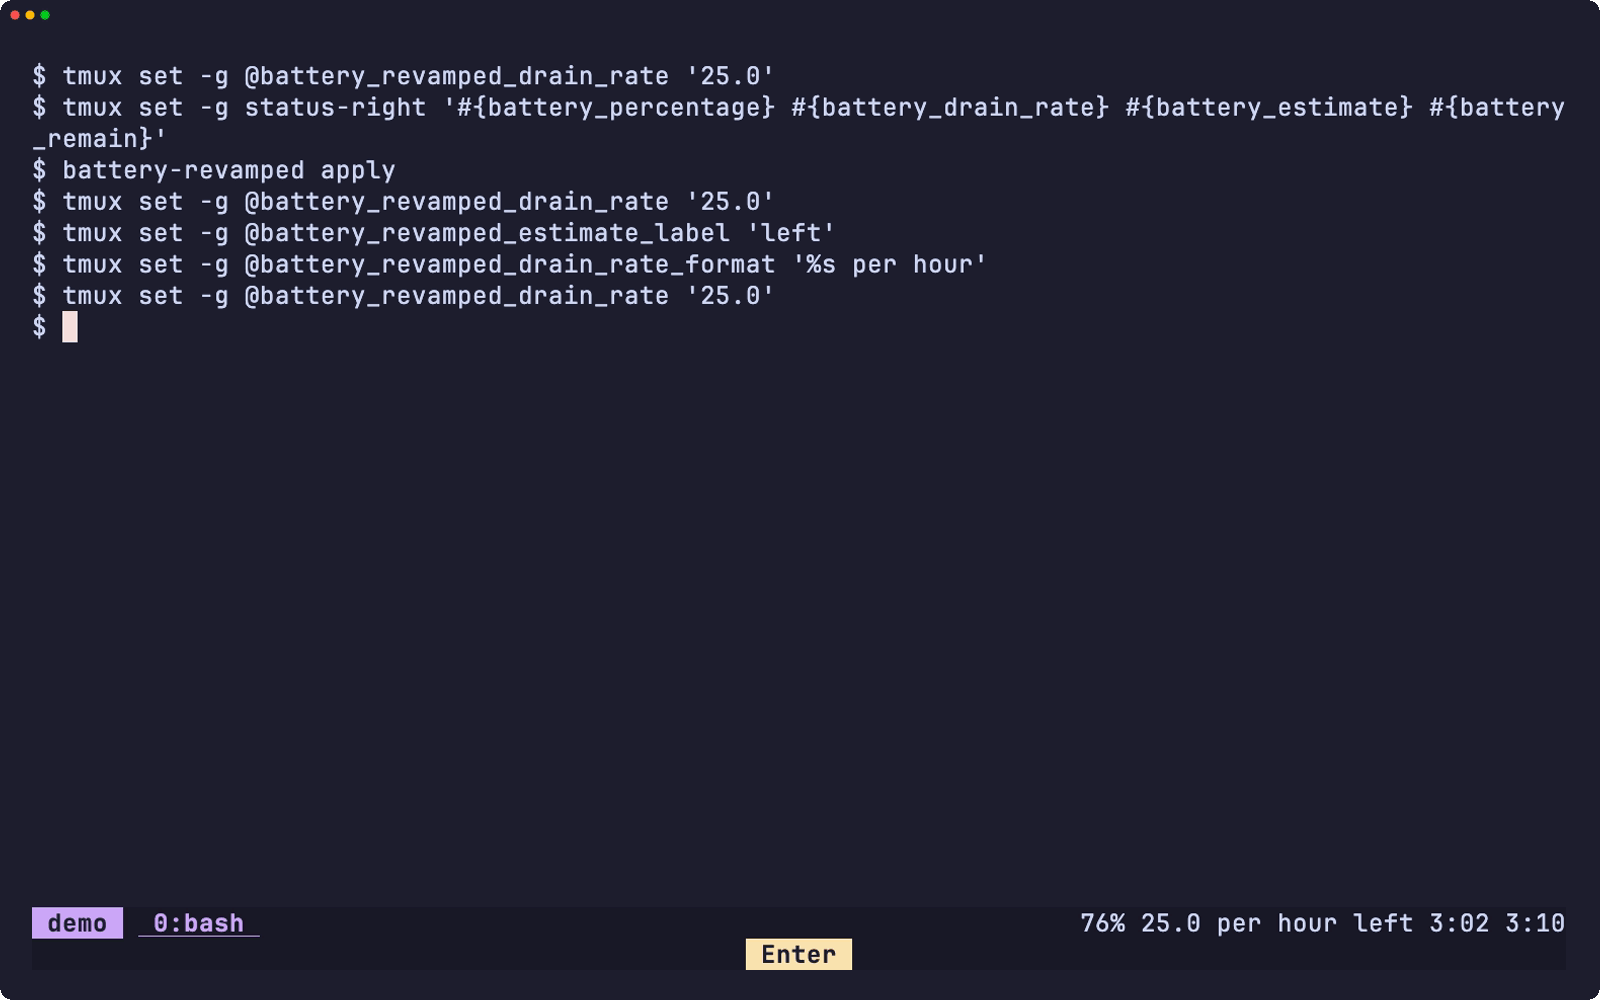 $ tmux set -g @battery_revamped_drain_rate '25.0'
$ tmux set -g status-right '#{battery_percentage} #{battery_drain_rate} #{battery_estimate} #{battery
_remain}'
$ battery-revamped apply
$ tmux set -g @battery_revamped_drain_rate '25.0'
$ tmux set -g @battery_revamped_estimate_label 'left'
$ tmux set -g @battery_revamped_drain_rate_format '%s per hour'
$ tmux set -g @battery_revamped_drain_rate '25.0'
$
demo 0:bash 76% 25.0 per hour left 3:02 3:10
Enter